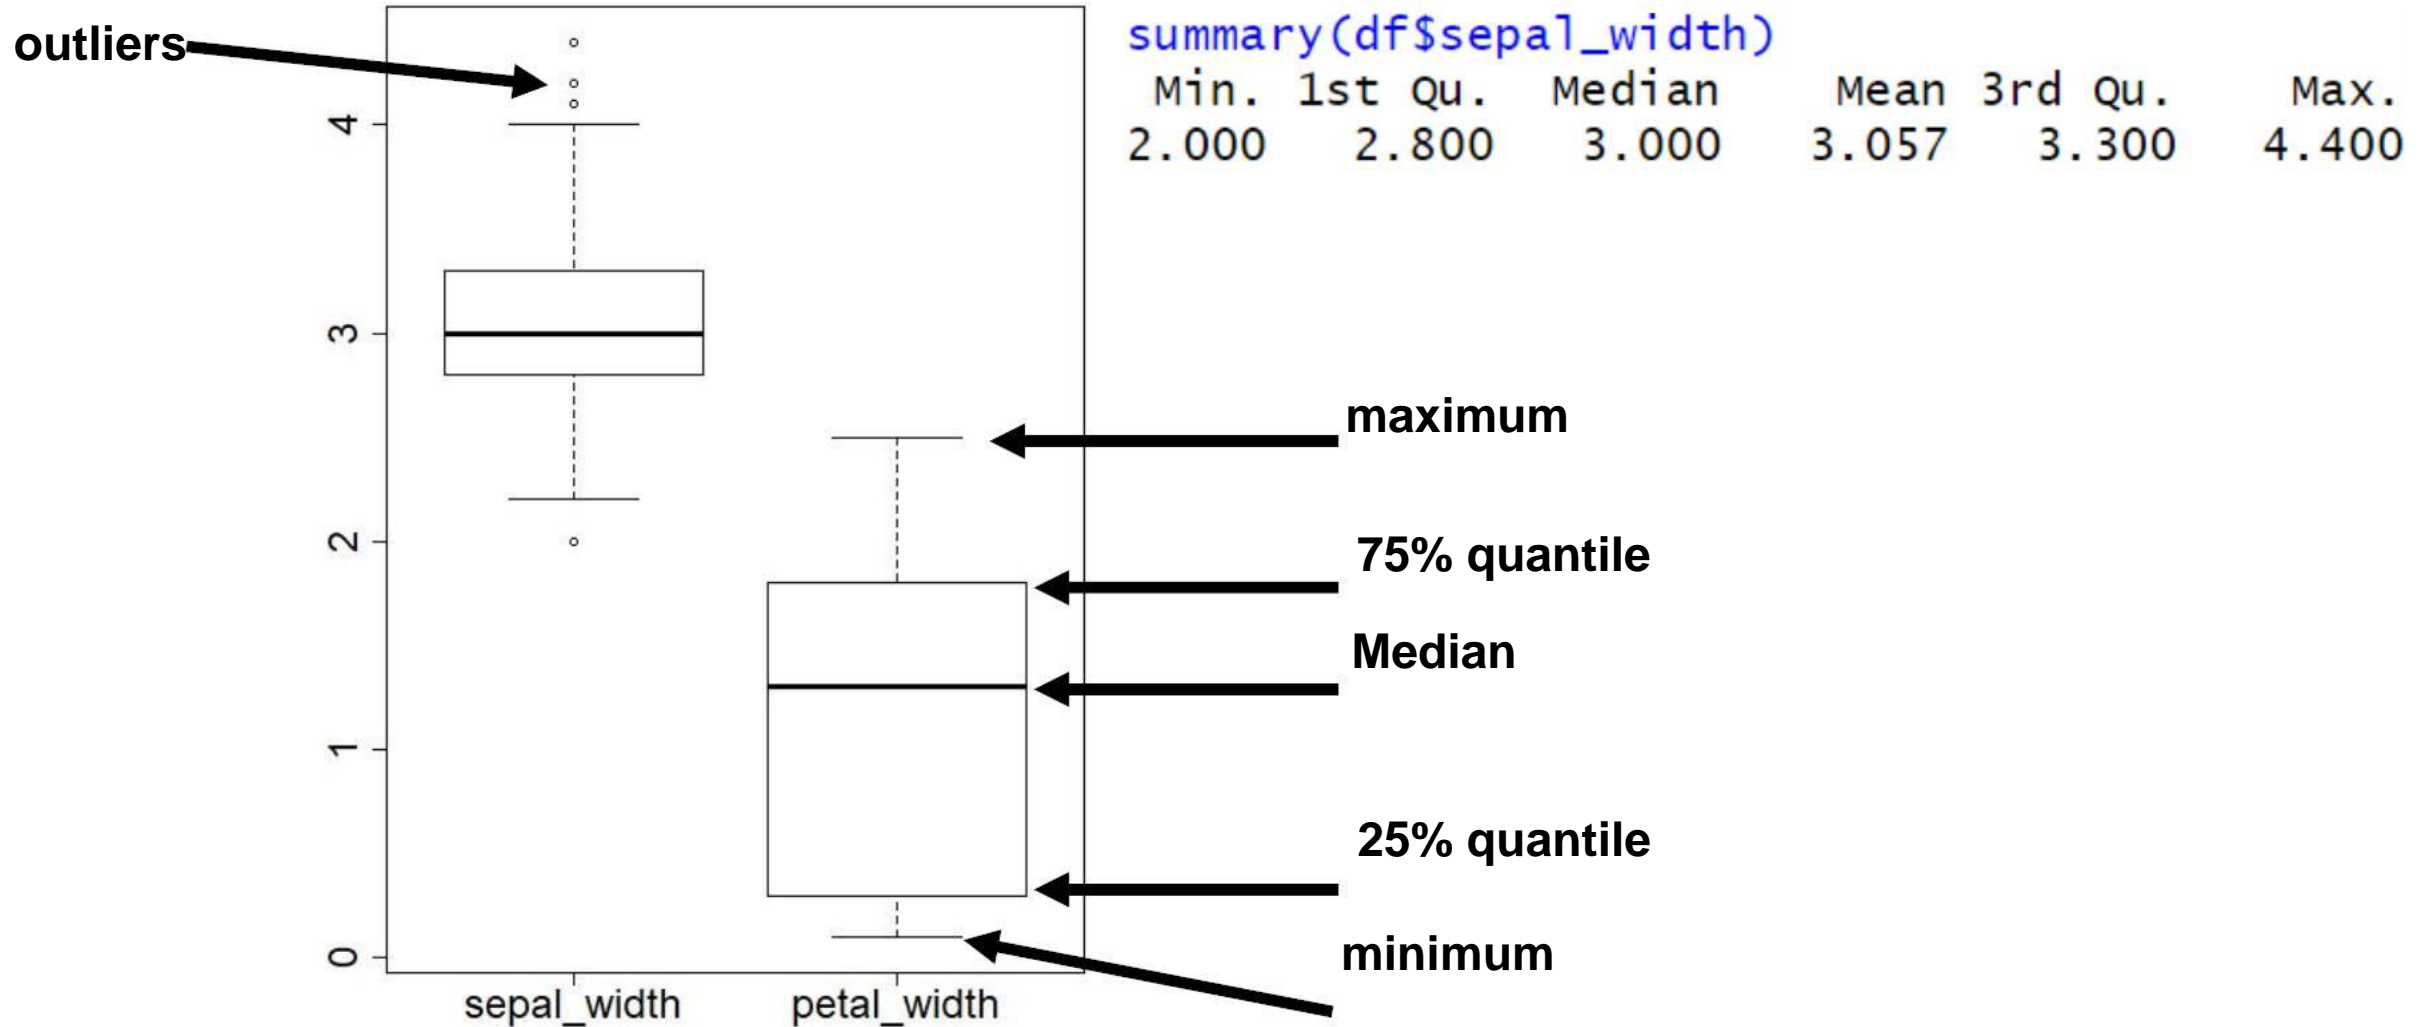 outliers
summary(df$sepal_width)
Min. 1st Qu. Median Mean 3rd Qu. Max.
2.000 2.800 3.000 3.057 3.300 4.400
4
3
2
1
0
maximum
75% quantile
Median
25% quantile
minimum
sepal_width petal_width